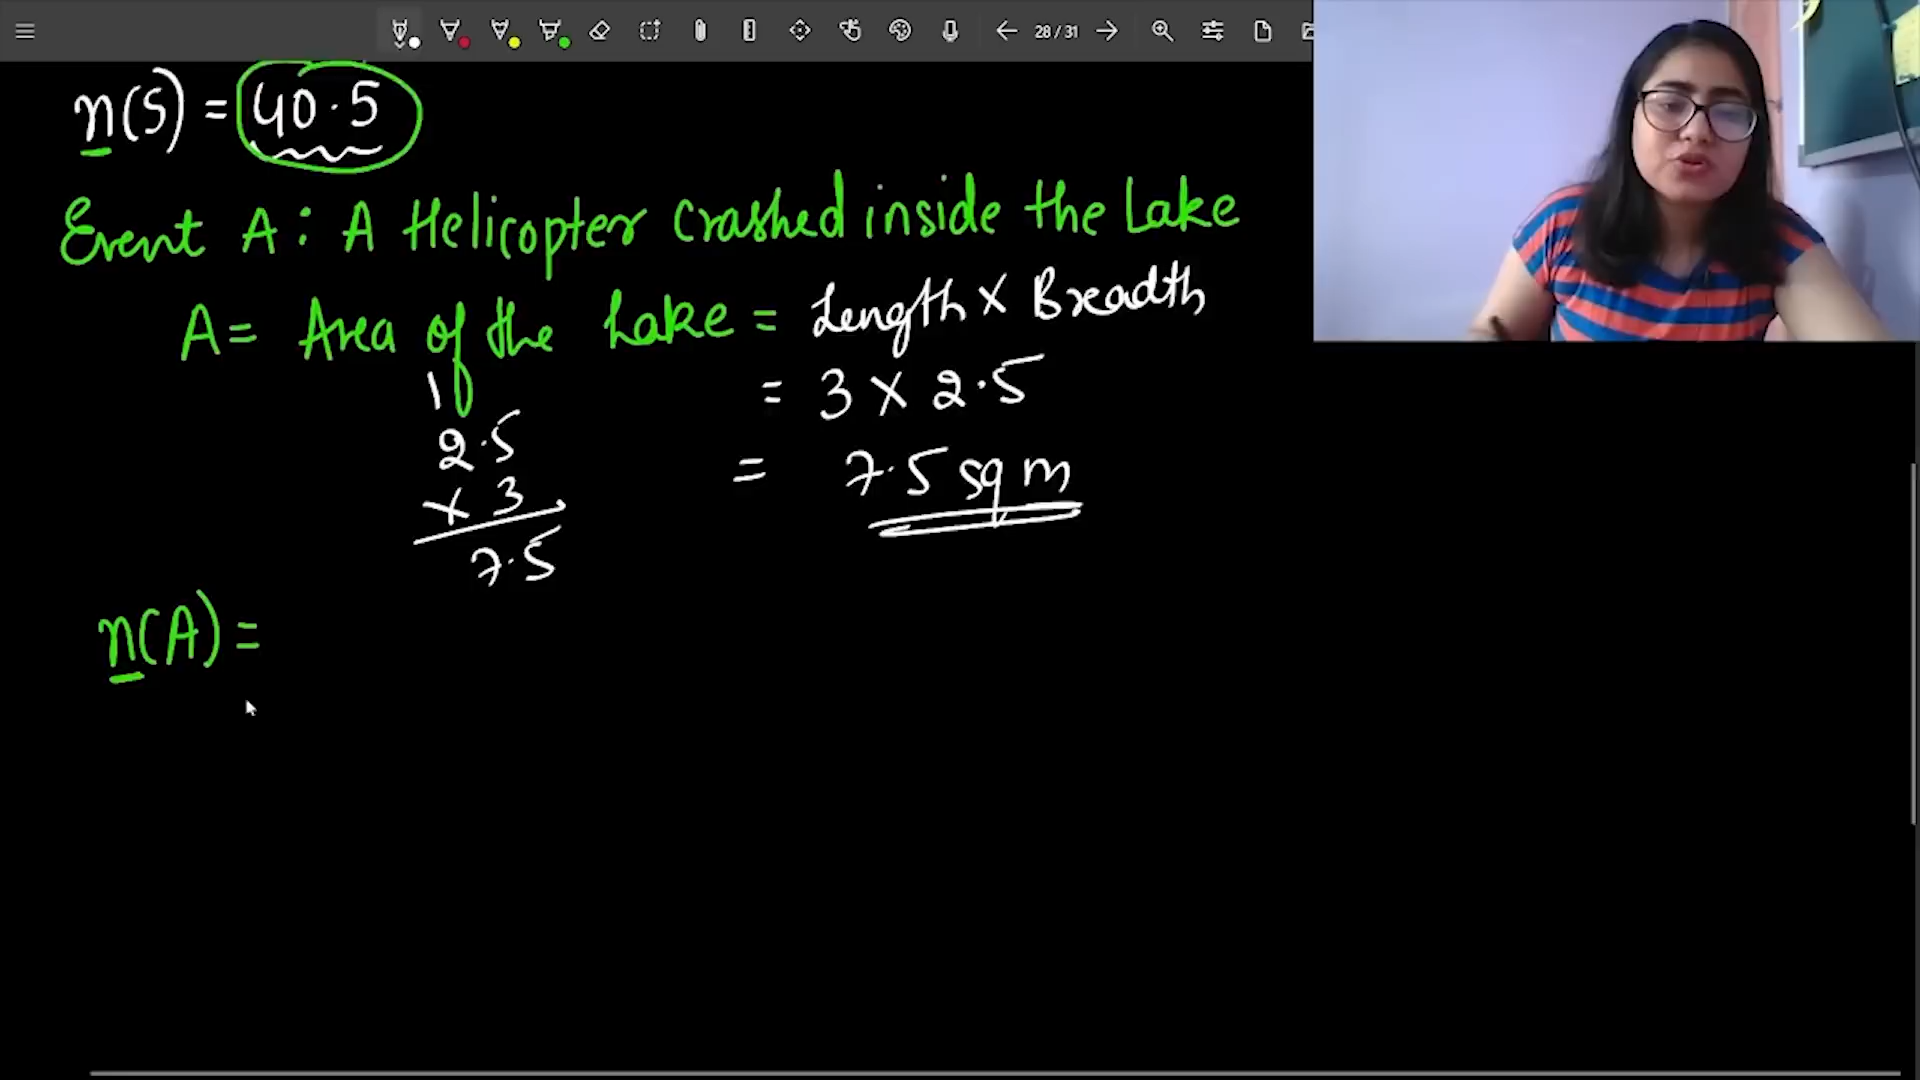 28 / 31
n(S) = 40.5
Event A: A Helicopter crashed inside the Lake
A = Area of the Lake = Length X Breadth
= 3 X 2.5
= 7.5 sq m
1
2.5
X 3
7.5
n(A) =